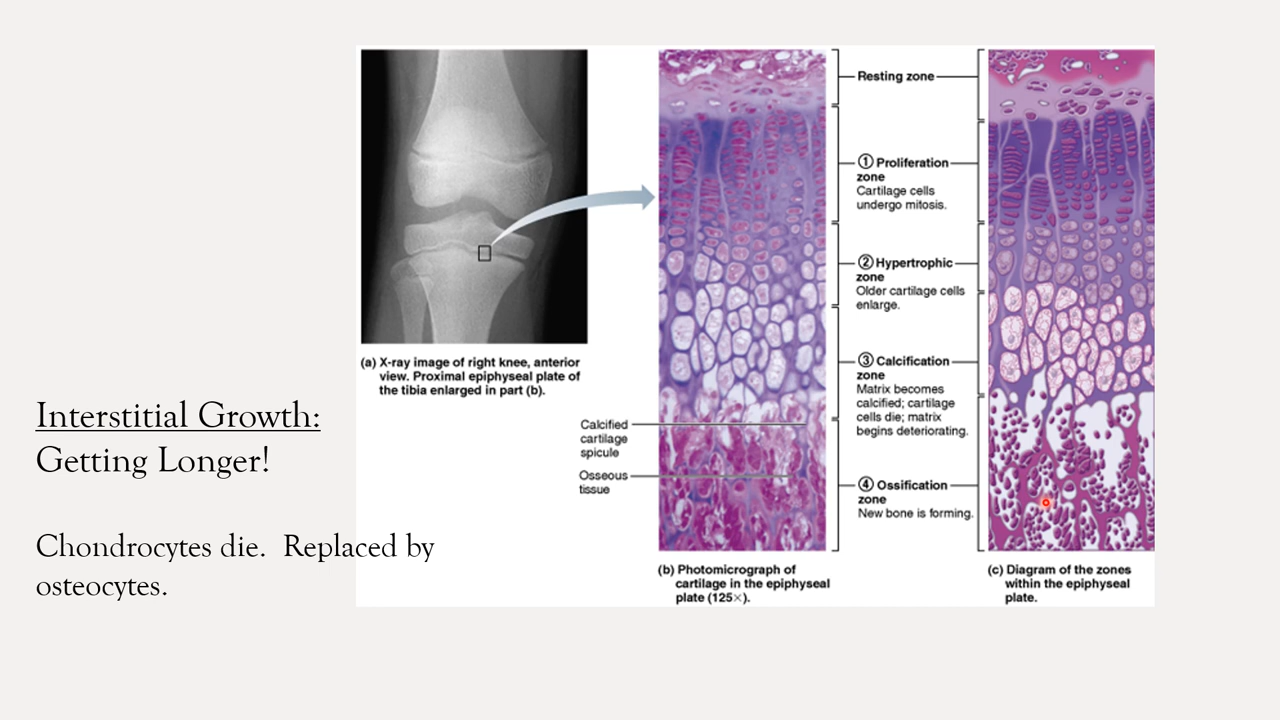 Interstitial Growth:
Getting Longer!
Chondrocytes die.  Replaced by
osteocytes.
(a) X-ray image of right knee, anterior
view. Proximal epiphyseal plate of
the tibia enlarged in part (b).
Calcified
cartilage
spicule
Osseous
tissue
(b) Photomicrograph of
cartilage in the epiphyseal
plate (125×).
Resting zone
① Proliferation
zone
Cartilage cells
undergo mitosis.
② Hypertrophic
zone
Older cartilage cells
enlarge.
③ Calcification
zone
Matrix becomes
calcified; cartilage
cells die; matrix
begins deteriorating.
④ Ossification
zone
New bone is forming.
(c) Diagram of the zones
within the epiphyseal
plate.